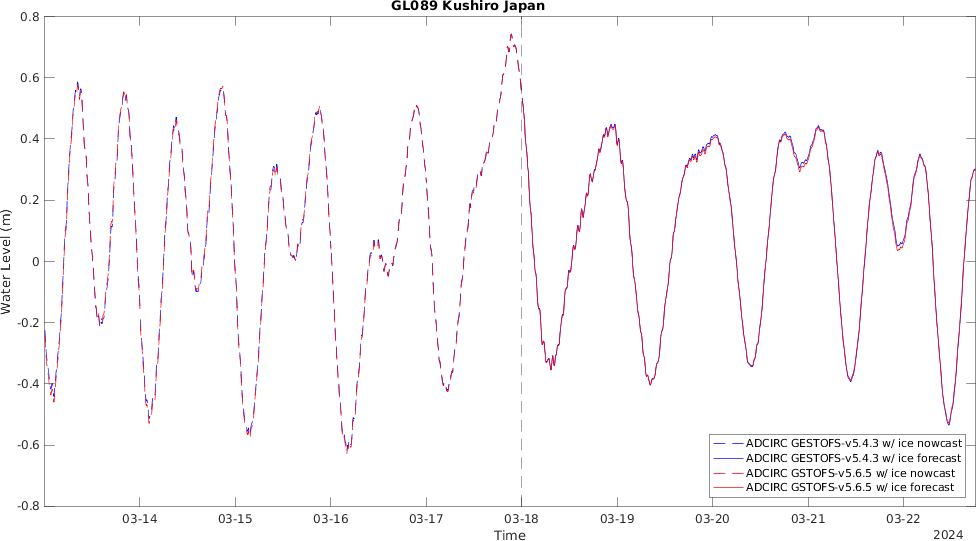 GL089 Kushiro Japan
0.8
0.6
0.4
0.2
0
-0.2
-0.4
-0.6
-0.8
Water Level (m)
ADCIRC GESTOFS-v5.4.3 w/ ice nowcast
ADCIRC GESTOFS-v5.4.3 w/ ice forecast
ADCIRC GSTOFS-v5.6.5 w/ ice nowcast
ADCIRC GSTOFS-v5.6.5 w/ ice forecast
03-14 03-15 03-16 03-17 03-18 03-19 03-20 03-21 03-22
Time
2024